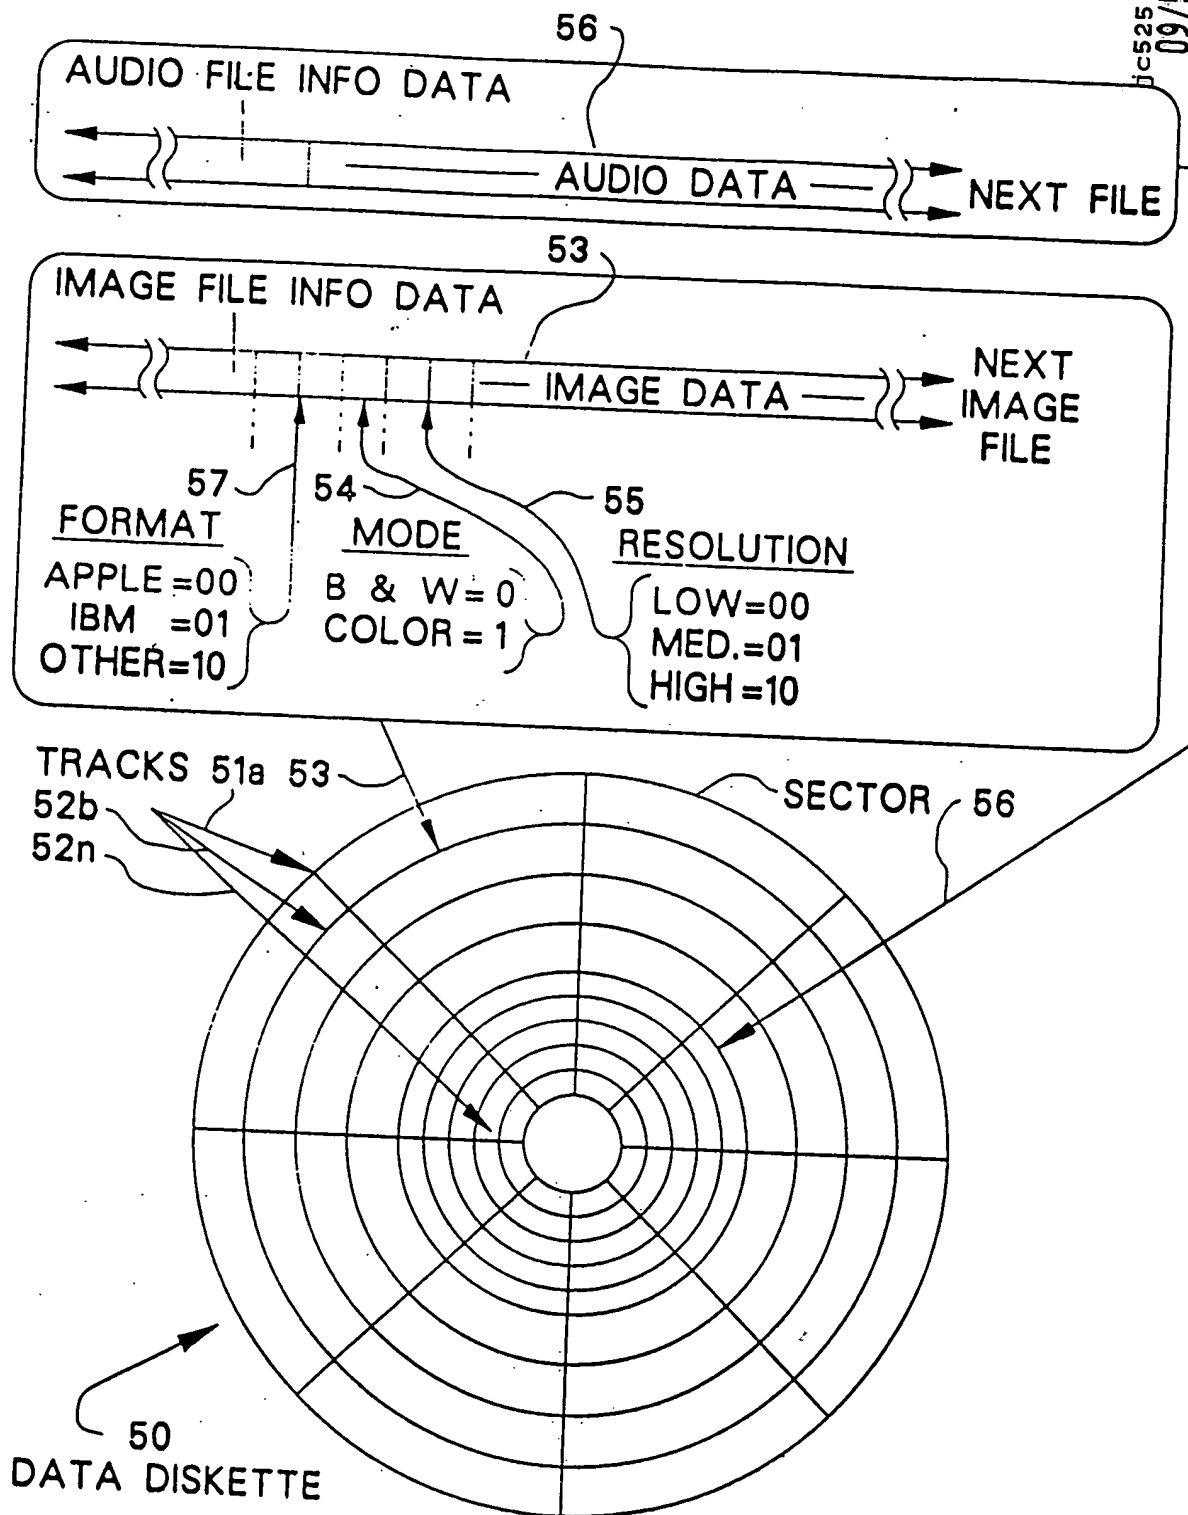 jc525
09/
56
AUDIO FILE INFO DATA
AUDIO DATA
NEXT FILE
53
IMAGE FILE INFO DATA
IMAGE DATA
NEXT
IMAGE
FILE
57
54
55
FORMAT
APPLE =00
IBM =01
OTHER=10
MODE
B & W= 0
COLOR = 1
RESOLUTION
LOW=00
MED.=01
HIGH =10
TRACKS 51a 53
52b
52n
SECTOR 56
50
DATA DISKETTE